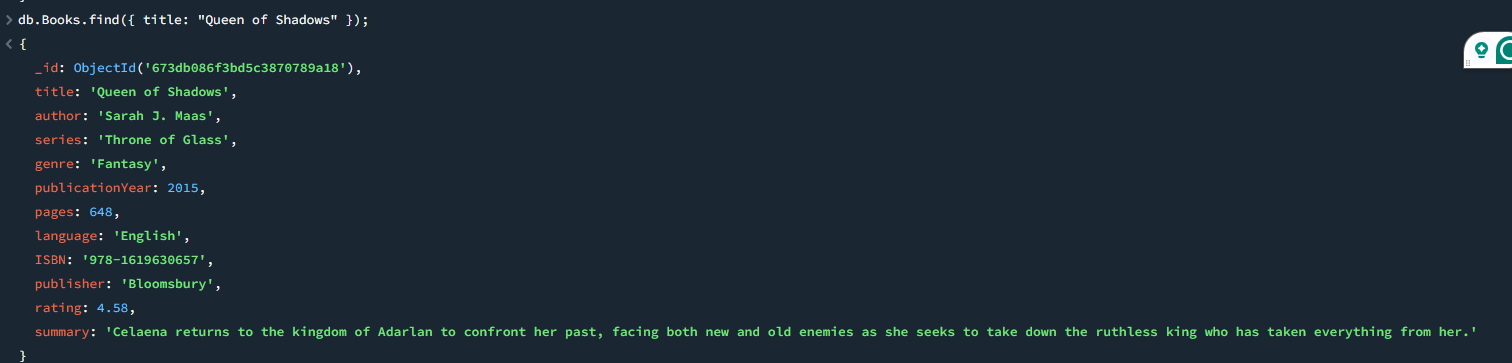 > db.Books.find({ title: "Queen of Shadows" });
< {
_id: ObjectId('673db086f3bd5c3870789a18'),
title: 'Queen of Shadows',
author: 'Sarah J. Maas',
series: 'Throne of Glass',
genre: 'Fantasy',
publicationYear: 2015,
pages: 648,
language: 'English',
ISBN: '978-1619630657',
publisher: 'Bloomsbury',
rating: 4.58,
summary: 'Celaena returns to the kingdom of Adarlan to confront her past, facing both new and old enemies as she seeks to take down the ruthless king who has taken everything from her.'
}